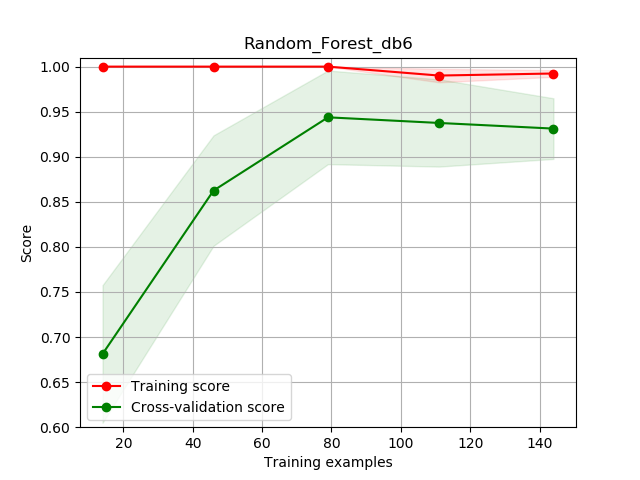 Random_Forest_db6
1.00
0.95
0.90
0.85
0.80
0.75
0.70
0.65
0.60
Score
Training score
Cross-validation score
20 40 60 80 100 120 140
Training examples